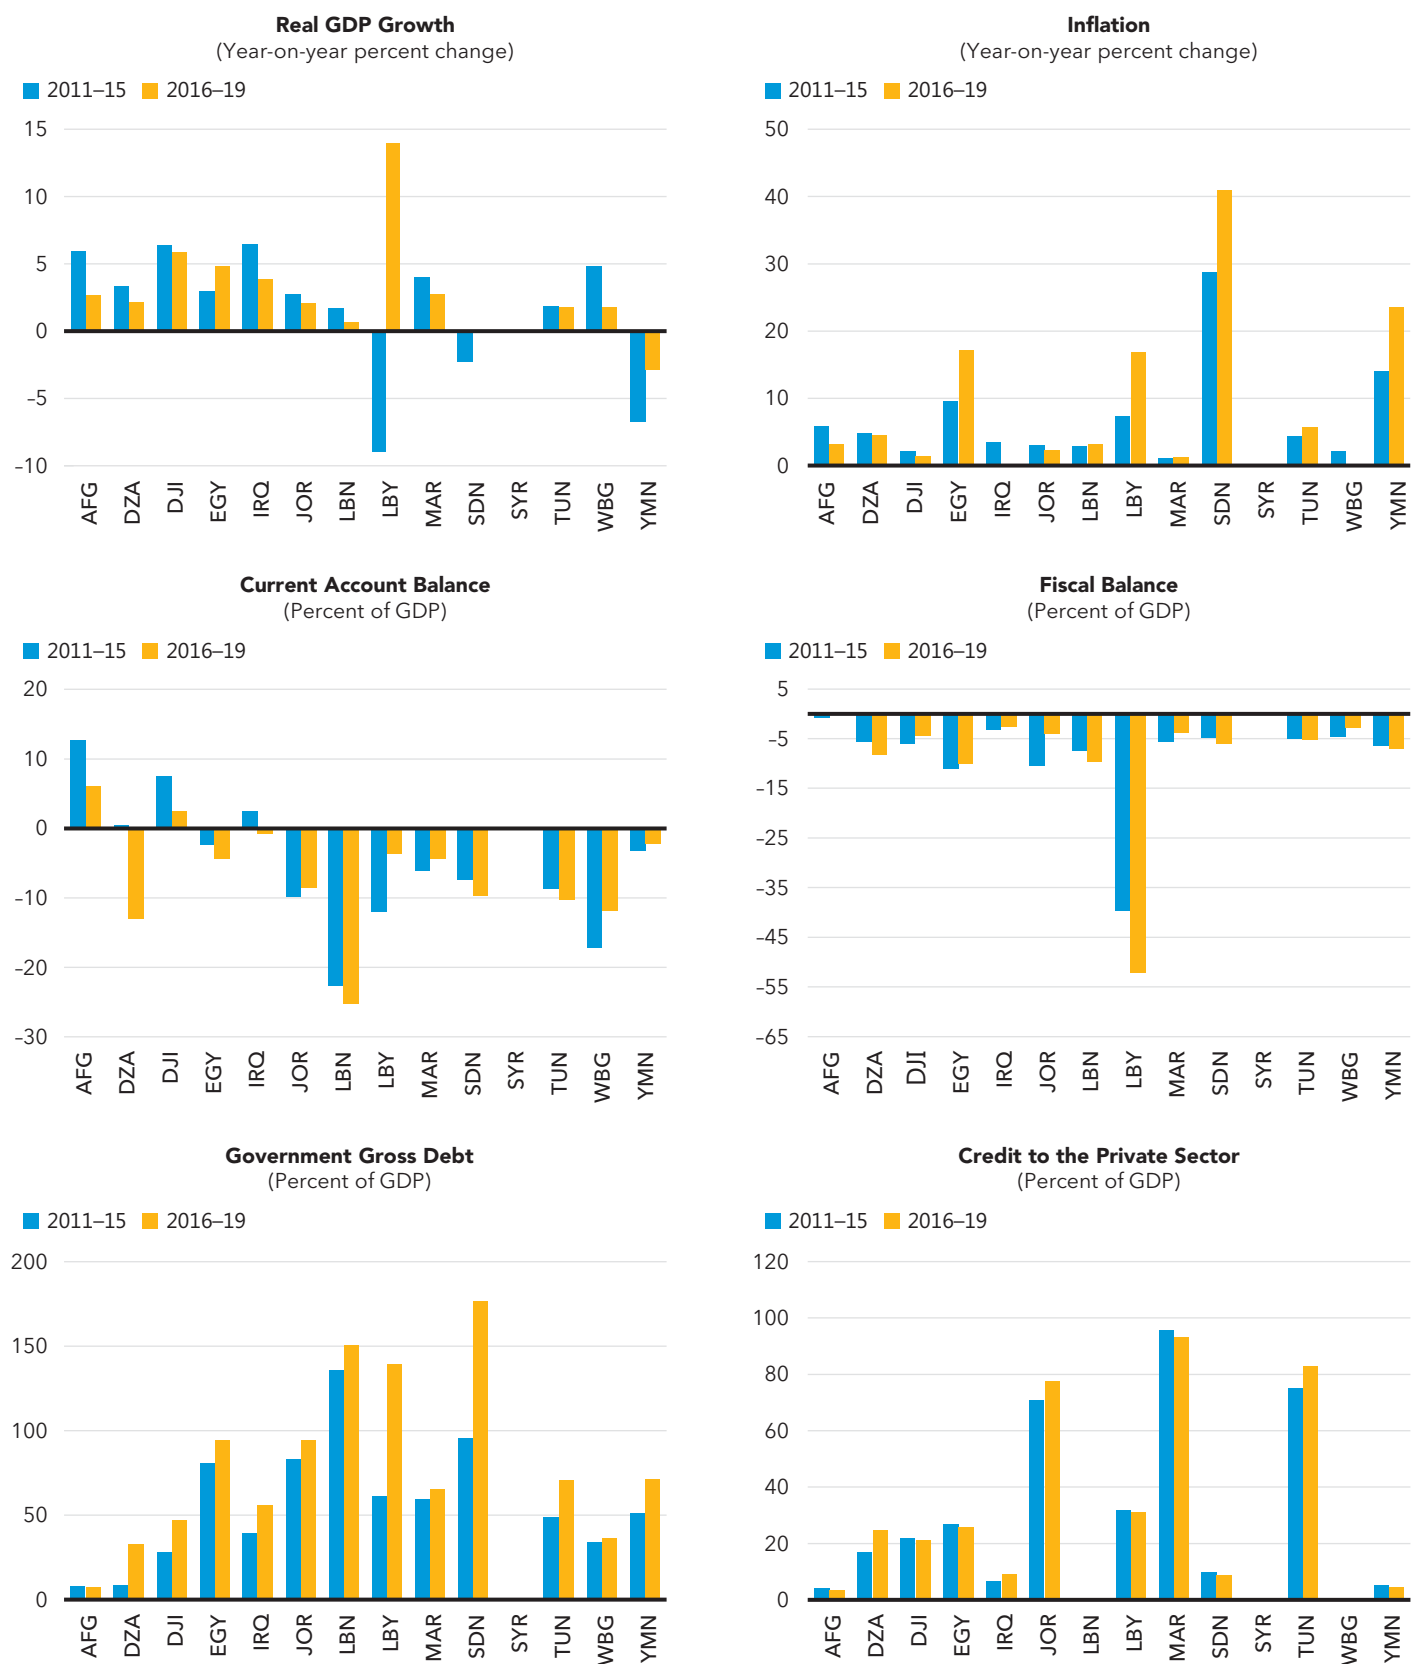 Real GDP Growth
(Year-on-year percent change)
2011–15 2016–19
15
10
5
0
–5
–10
AFG DZA DJI EGY IRQ JOR LBN LBY MAR SDN SYR TUN WBG YMN
Inflation
(Year-on-year percent change)
2011–15 2016–19
50
40
30
20
10
0
AFG DZA DJI EGY IRQ JOR LBN LBY MAR SDN SYR TUN WBG YMN
Current Account Balance
(Percent of GDP)
2011–15 2016–19
20
10
0
–10
–20
–30
AFG DZA DJI EGY IRQ JOR LBN LBY MAR SDN SYR TUN WBG YMN
Fiscal Balance
(Percent of GDP)
2011–15 2016–19
5
–5
–15
–25
–35
–45
–55
–65
AFG DZA DJI EGY IRQ JOR LBN LBY MAR SDN SYR TUN WBG YMN
Government Gross Debt
(Percent of GDP)
2011–15 2016–19
200
150
100
50
0
AFG DZA DJI EGY IRQ JOR LBN LBY MAR SDN SYR TUN WBG YMN
Credit to the Private Sector
(Percent of GDP)
2011–15 2016–19
120
100
80
60
40
20
0
AFG DZA DJI EGY IRQ JOR LBN LBY MAR SDN SYR TUN WBG YMN